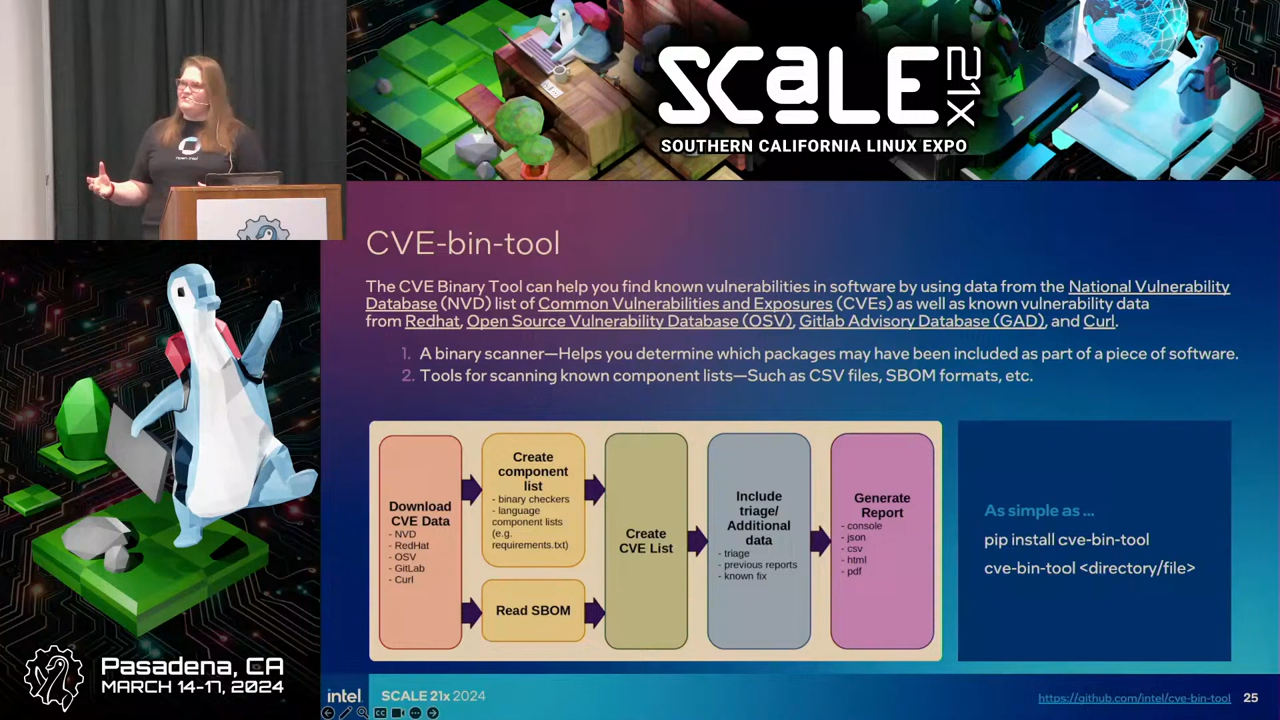 SCaLE 21x
SOUTHERN CALIFORNIA LINUX EXPO
CVE-bin-tool
The CVE Binary Tool can help you find known vulnerabilities in software by using data from the National Vulnerability
Database (NVD) list of Common Vulnerabilities and Exposures (CVEs) as well as known vulnerability data
from Redhat, Open Source Vulnerability Database (OSV), Gitlab Advisory Database (GAD), and Curl.
1. A binary scanner—Helps you determine which packages may have been included as part of a piece of software.
2. Tools for scanning known component lists—Such as CSV files, SBOM formats, etc.
Download
CVE Data
- NVD
- RedHat
- OSV
- GitLab
- Curl
Create
component
list
- binary checkers
- language
component lists
(e.g.
requirements.txt)
Read SBOM
Create
CVE List
Include
triage/
Additional
data
- triage
- previous reports
- known fix
Generate
Report
- console
- json
- csv
- html
- pdf
As simple as ...
pip install cve-bin-tool
cve-bin-tool <directory/file>
Pasadena, CA
MARCH 14-17, 2024
intel
SCALE 21x 2024
https://github.com/intel/cve-bin-tool
25